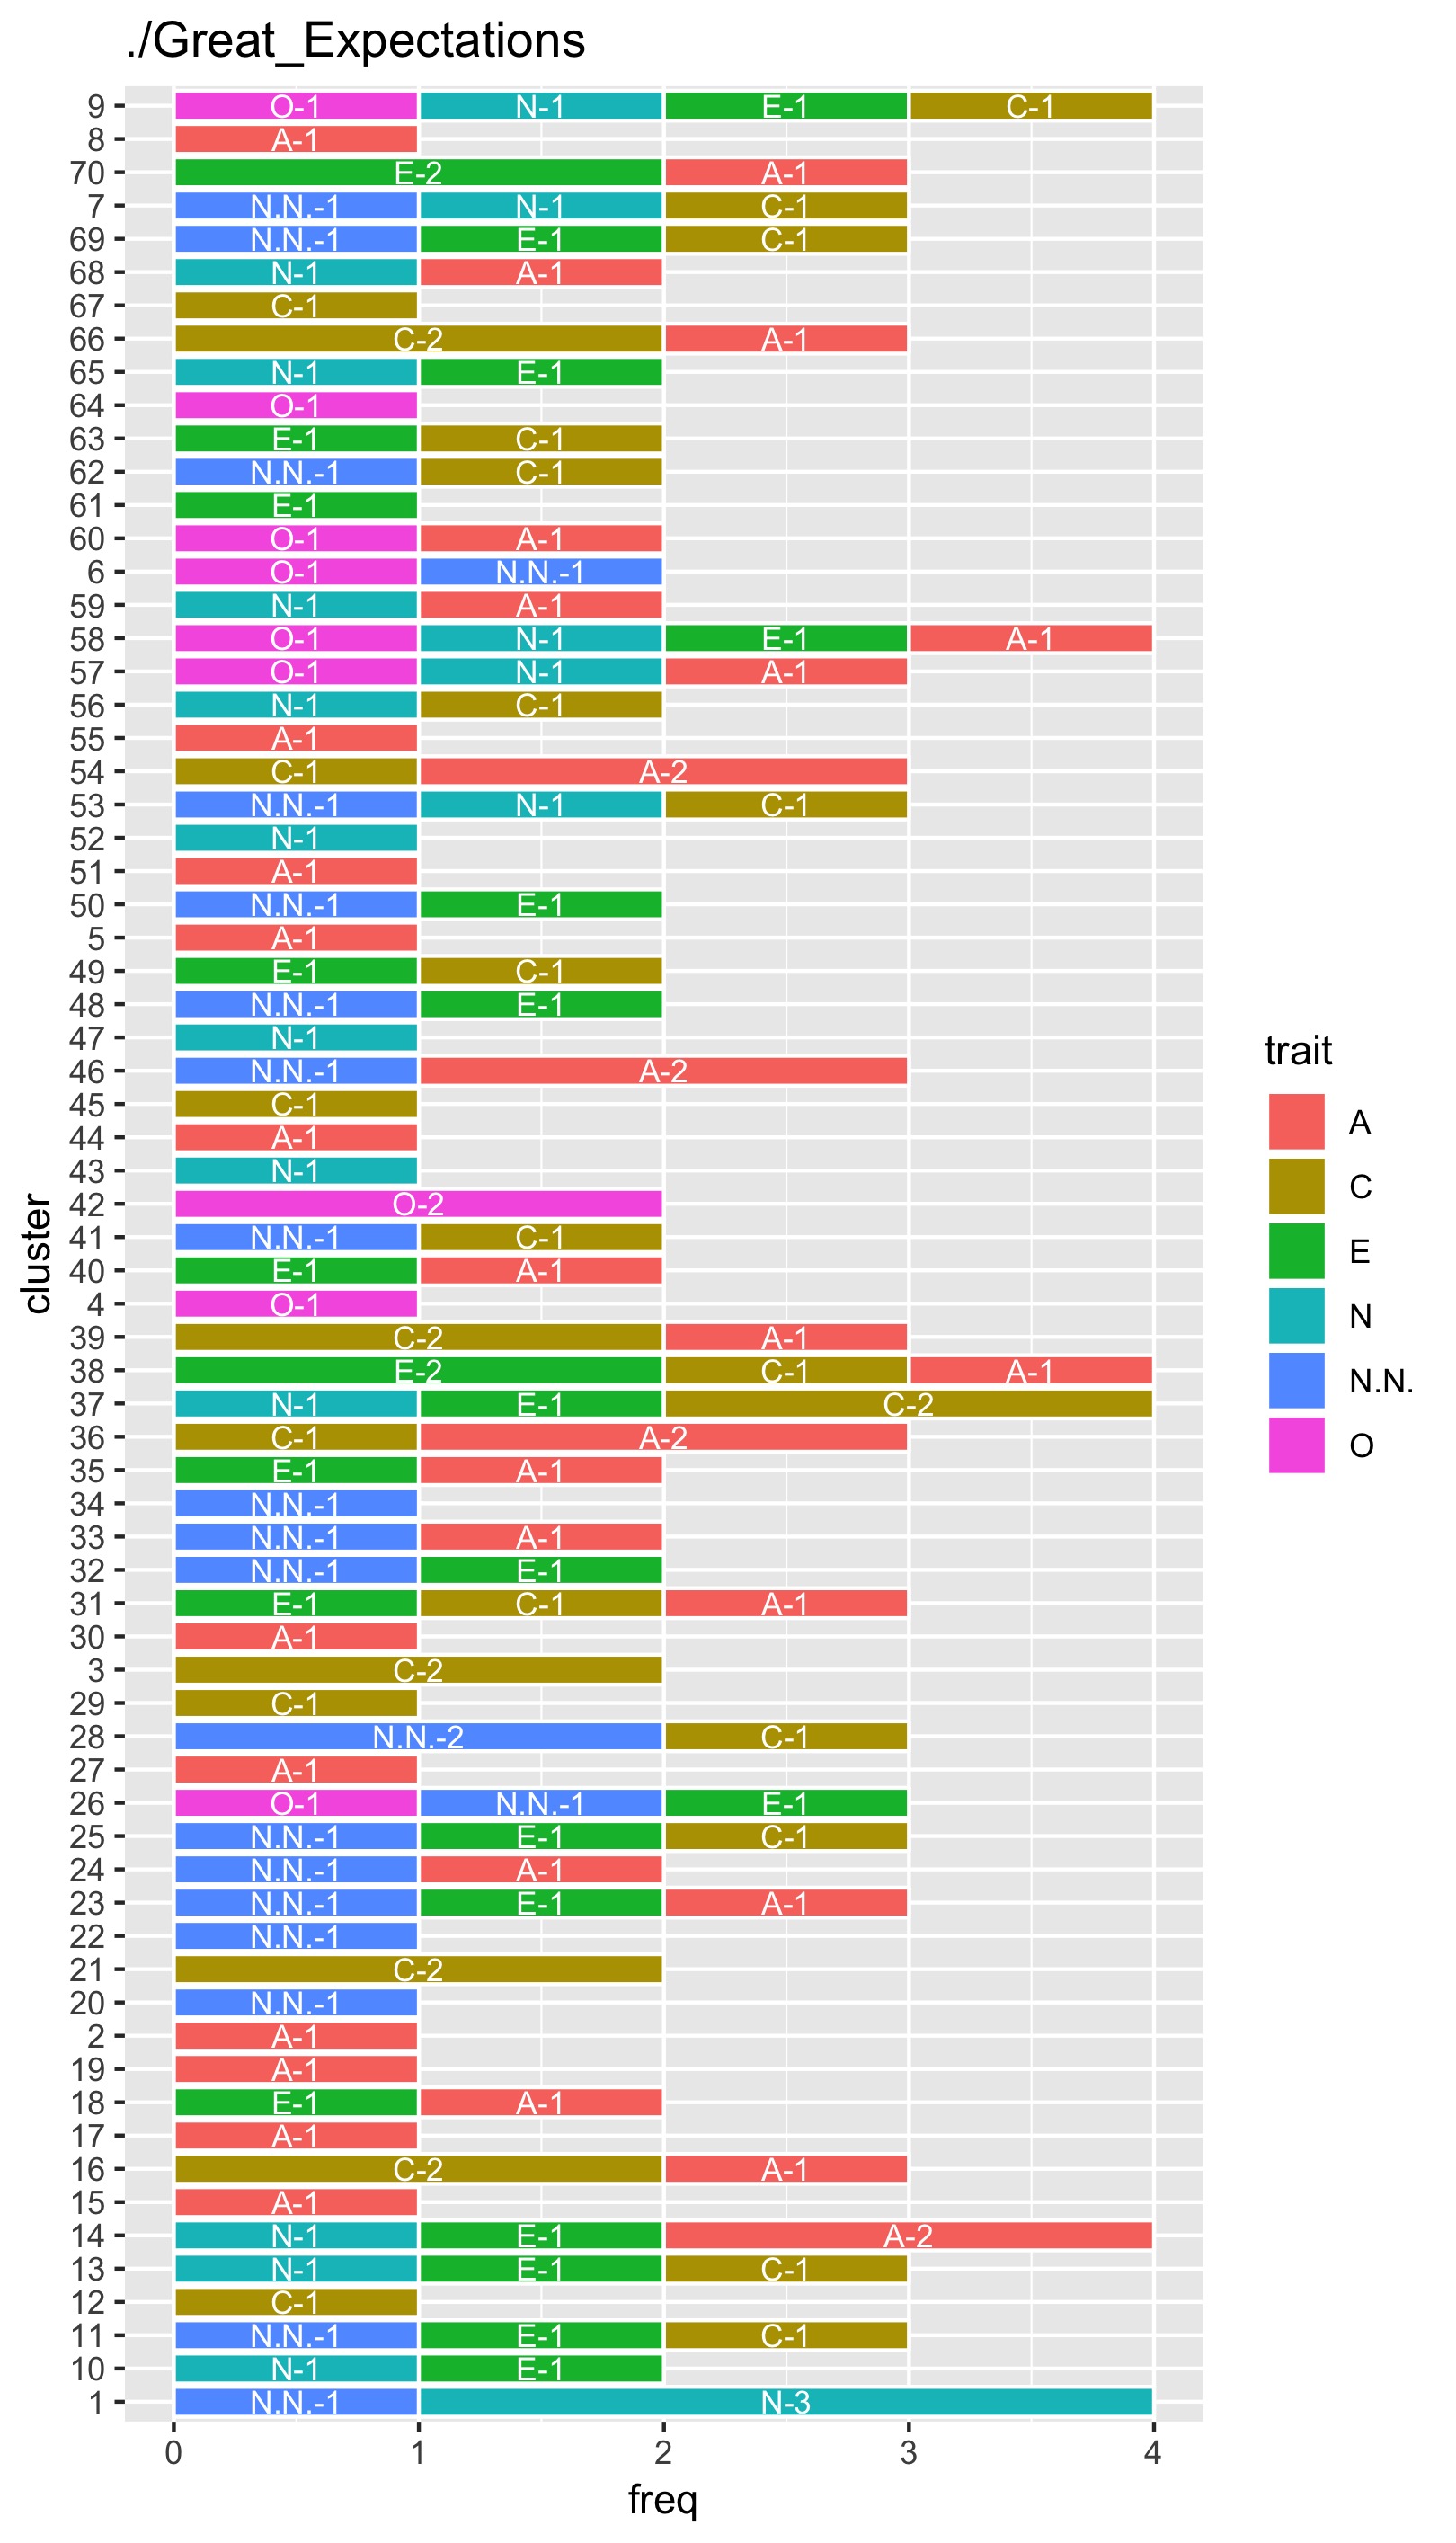 ./Great_Expectations
9 O-1 N-1 E-1 C-1
8 A-1
70 E-2 A-1
7 N.N.-1 N-1 C-1
69 N.N.-1 E-1 C-1
68 N-1 A-1
67 C-1
66 C-2 A-1
65 N-1 E-1
64 O-1
63 E-1 C-1
62 N.N.-1 C-1
61 E-1
60 O-1 A-1
6 O-1 N.N.-1
59 N-1 A-1
58 O-1 N-1 E-1 A-1
57 O-1 N-1 A-1
56 N-1 C-1
55 A-1
54 C-1 A-2
53 N.N.-1 N-1 C-1
52 N-1
51 A-1
50 N.N.-1 E-1
5 A-1
49 E-1 C-1
48 N.N.-1 E-1
47 N-1
46 N.N.-1 A-2
45 C-1
44 A-1
43 N-1
42 O-2
41 N.N.-1 C-1
40 E-1 A-1
4 O-1
39 C-2 A-1
38 E-2 C-1 A-1
37 N-1 E-1 C-2
36 C-1 A-2
35 E-1 A-1
34 N.N.-1
33 N.N.-1 A-1
32 N.N.-1 E-1
31 E-1 C-1 A-1
30 A-1
3 C-2
29 C-1
28 N.N.-2 C-1
27 A-1
26 O-1 N.N.-1 E-1
25 N.N.-1 E-1 C-1
24 N.N.-1 A-1
23 N.N.-1 E-1 A-1
22 N.N.-1
21 C-2
20 N.N.-1
2 A-1
19 A-1
18 E-1 A-1
17 A-1
16 C-2 A-1
15 A-1
14 N-1 E-1 A-2
13 N-1 E-1 C-1
12 C-1
11 N.N.-1 E-1 C-1
10 N-1 E-1
1 N.N.-1 N-3
0 1 2 3 4
freq
cluster
trait
A
C
E
N
N.N.
O